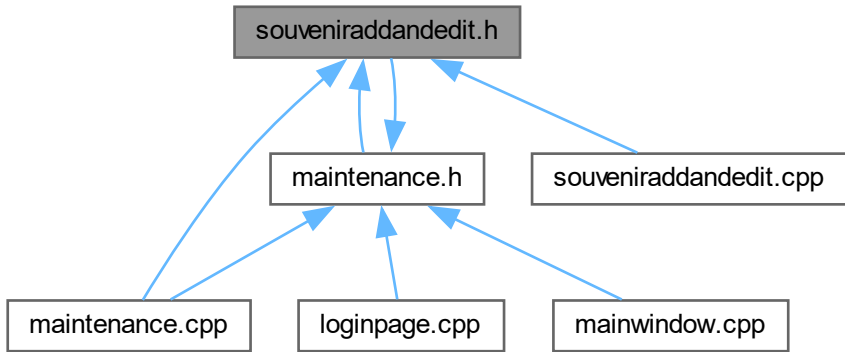 souveniraddandedit.h
maintenance.h
souveniraddandedit.cpp
maintenance.cpp
loginpage.cpp
mainwindow.cpp